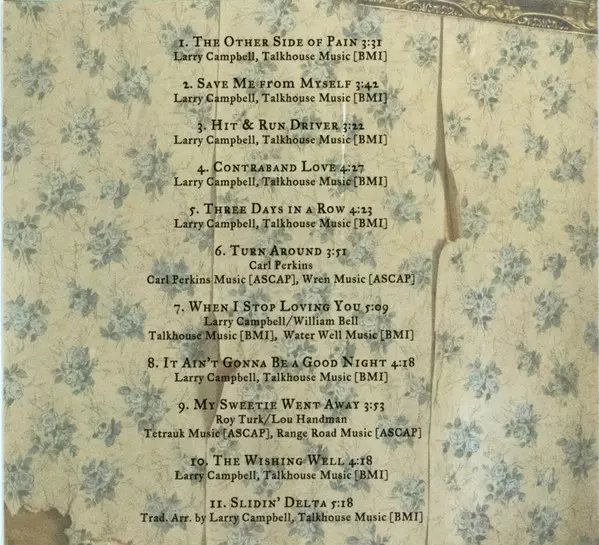 1. The Other Side of Pain 3:31
Larry Campbell, Talkhouse Music [BMI]
2. Save Me from Myself 3:42
Larry Campbell, Talkhouse Music [BMI]
3. Hit & Run Driver 3:22
Larry Campbell, Talkhouse Music [BMI]
4. Contraband Love 4:27
Larry Campbell, Talkhouse Music [BMI]
5. Three Days in a Row 4:23
Larry Campbell, Talkhouse Music [BMI]
6. Turn Around 3:51
Carl Perkins
Carl Perkins Music [ASCAP], Wren Music [ASCAP]
7. When I Stop Loving You 5:09
Larry Campbell/William Bell
Talkhouse Music [BMI], Water Well Music [BMI]
8. It Ain't Gonna Be a Good Night 4:18
Larry Campbell, Talkhouse Music [BMI]
9. My Sweetie Went Away 3:53
Roy Turk/Lou Handman
Tetrauk Music [ASCAP], Range Road Music [ASCAP]
10. The Wishing Well 4:18
Larry Campbell, Talkhouse Music [BMI]
11. Slidin' Delta 5:18
Trad. Arr. by Larry Campbell, Talkhouse Music [BMI]